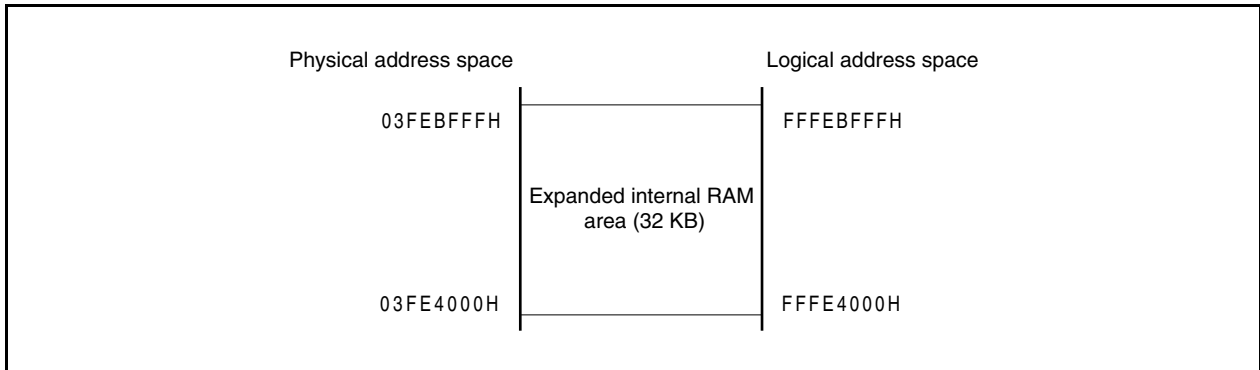 Physical address space
Logical address space
03FEBFFFH
FFFEBFFFH
Expanded internal RAM
area (32 KB)
03FE4000H
FFFE4000H